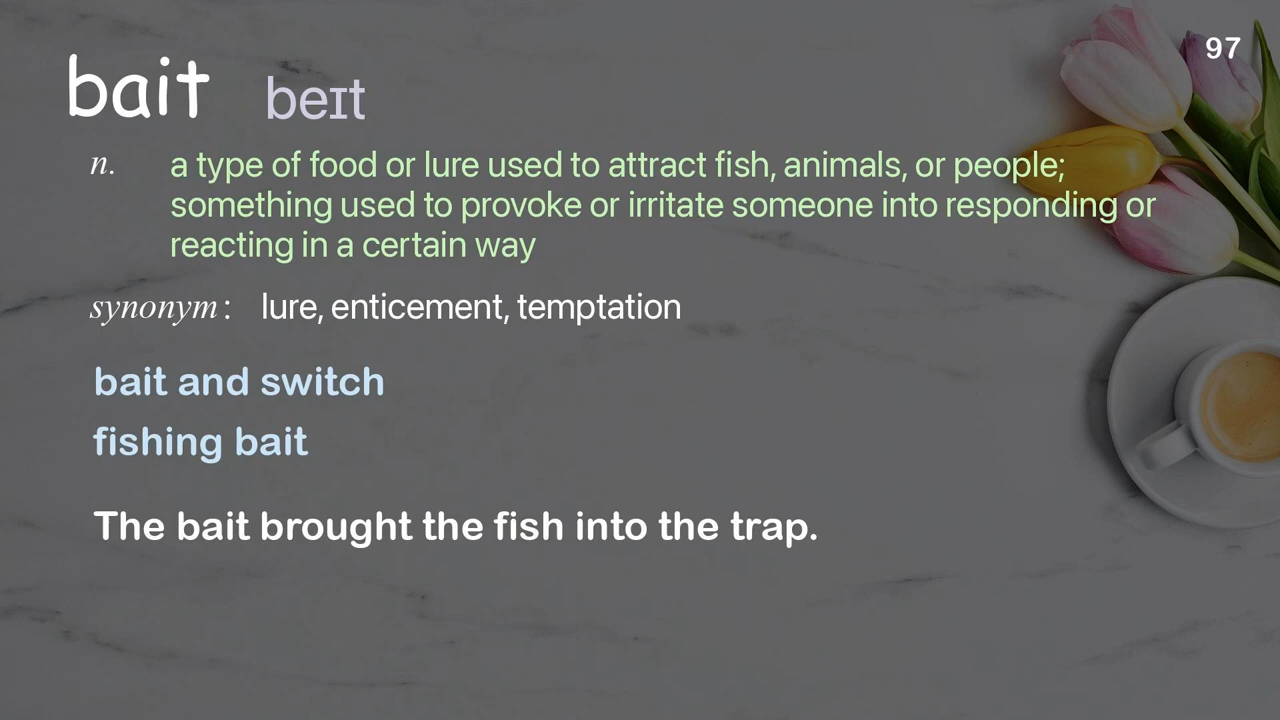 97
bait beɪt
n. a type of food or lure used to attract fish, animals, or people;
something used to provoke or irritate someone into responding or
reacting in a certain way
synonym: lure, enticement, temptation
bait and switch
fishing bait
The bait brought the fish into the trap.